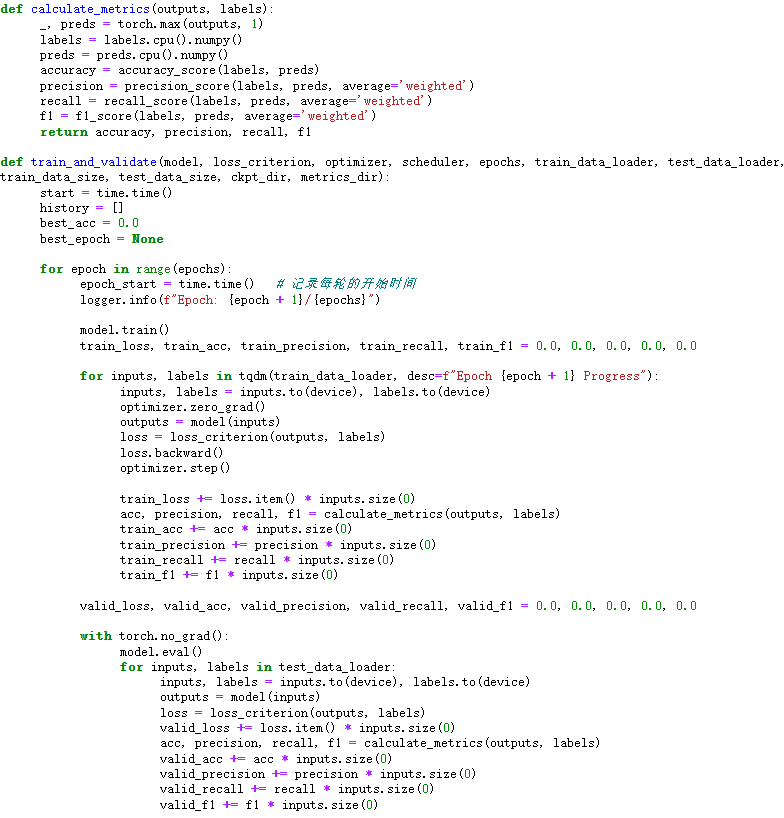 def calculate_metrics(outputs, labels):
    _, preds = torch.max(outputs, 1)
    labels = labels.cpu().numpy()
    preds = preds.cpu().numpy()
    accuracy = accuracy_score(labels, preds)
    precision = precision_score(labels, preds, average='weighted')
    recall = recall_score(labels, preds, average='weighted')
    f1 = f1_score(labels, preds, average='weighted')
    return accuracy, precision, recall, f1

def train_and_validate(model, loss_criterion, optimizer, scheduler, epochs, train_data_loader, test_data_loader,
train_data_size, test_data_size, ckpt_dir, metrics_dir):
    start = time.time()
    history = []
    best_acc = 0.0
    best_epoch = None

    for epoch in range(epochs):
        epoch_start = time.time()  # 记录每轮的开始时间
        logger.info(f"Epoch: {epoch + 1}/{epochs}")

        model.train()
        train_loss, train_acc, train_precision, train_recall, train_f1 = 0.0, 0.0, 0.0, 0.0, 0.0

        for inputs, labels in tqdm(train_data_loader, desc=f"Epoch {epoch + 1} Progress"):
            inputs, labels = inputs.to(device), labels.to(device)
            optimizer.zero_grad()
            outputs = model(inputs)
            loss = loss_criterion(outputs, labels)
            loss.backward()
            optimizer.step()

            train_loss += loss.item() * inputs.size(0)
            acc, precision, recall, f1 = calculate_metrics(outputs, labels)
            train_acc += acc * inputs.size(0)
            train_precision += precision * inputs.size(0)
            train_recall += recall * inputs.size(0)
            train_f1 += f1 * inputs.size(0)

        valid_loss, valid_acc, valid_precision, valid_recall, valid_f1 = 0.0, 0.0, 0.0, 0.0, 0.0

        with torch.no_grad():
            model.eval()
            for inputs, labels in test_data_loader:
                inputs, labels = inputs.to(device), labels.to(device)
                outputs = model(inputs)
                loss = loss_criterion(outputs, labels)
                valid_loss += loss.item() * inputs.size(0)
                acc, precision, recall, f1 = calculate_metrics(outputs, labels)
                valid_acc += acc * inputs.size(0)
                valid_precision += precision * inputs.size(0)
                valid_recall += recall * inputs.size(0)
                valid_f1 += f1 * inputs.size(0)